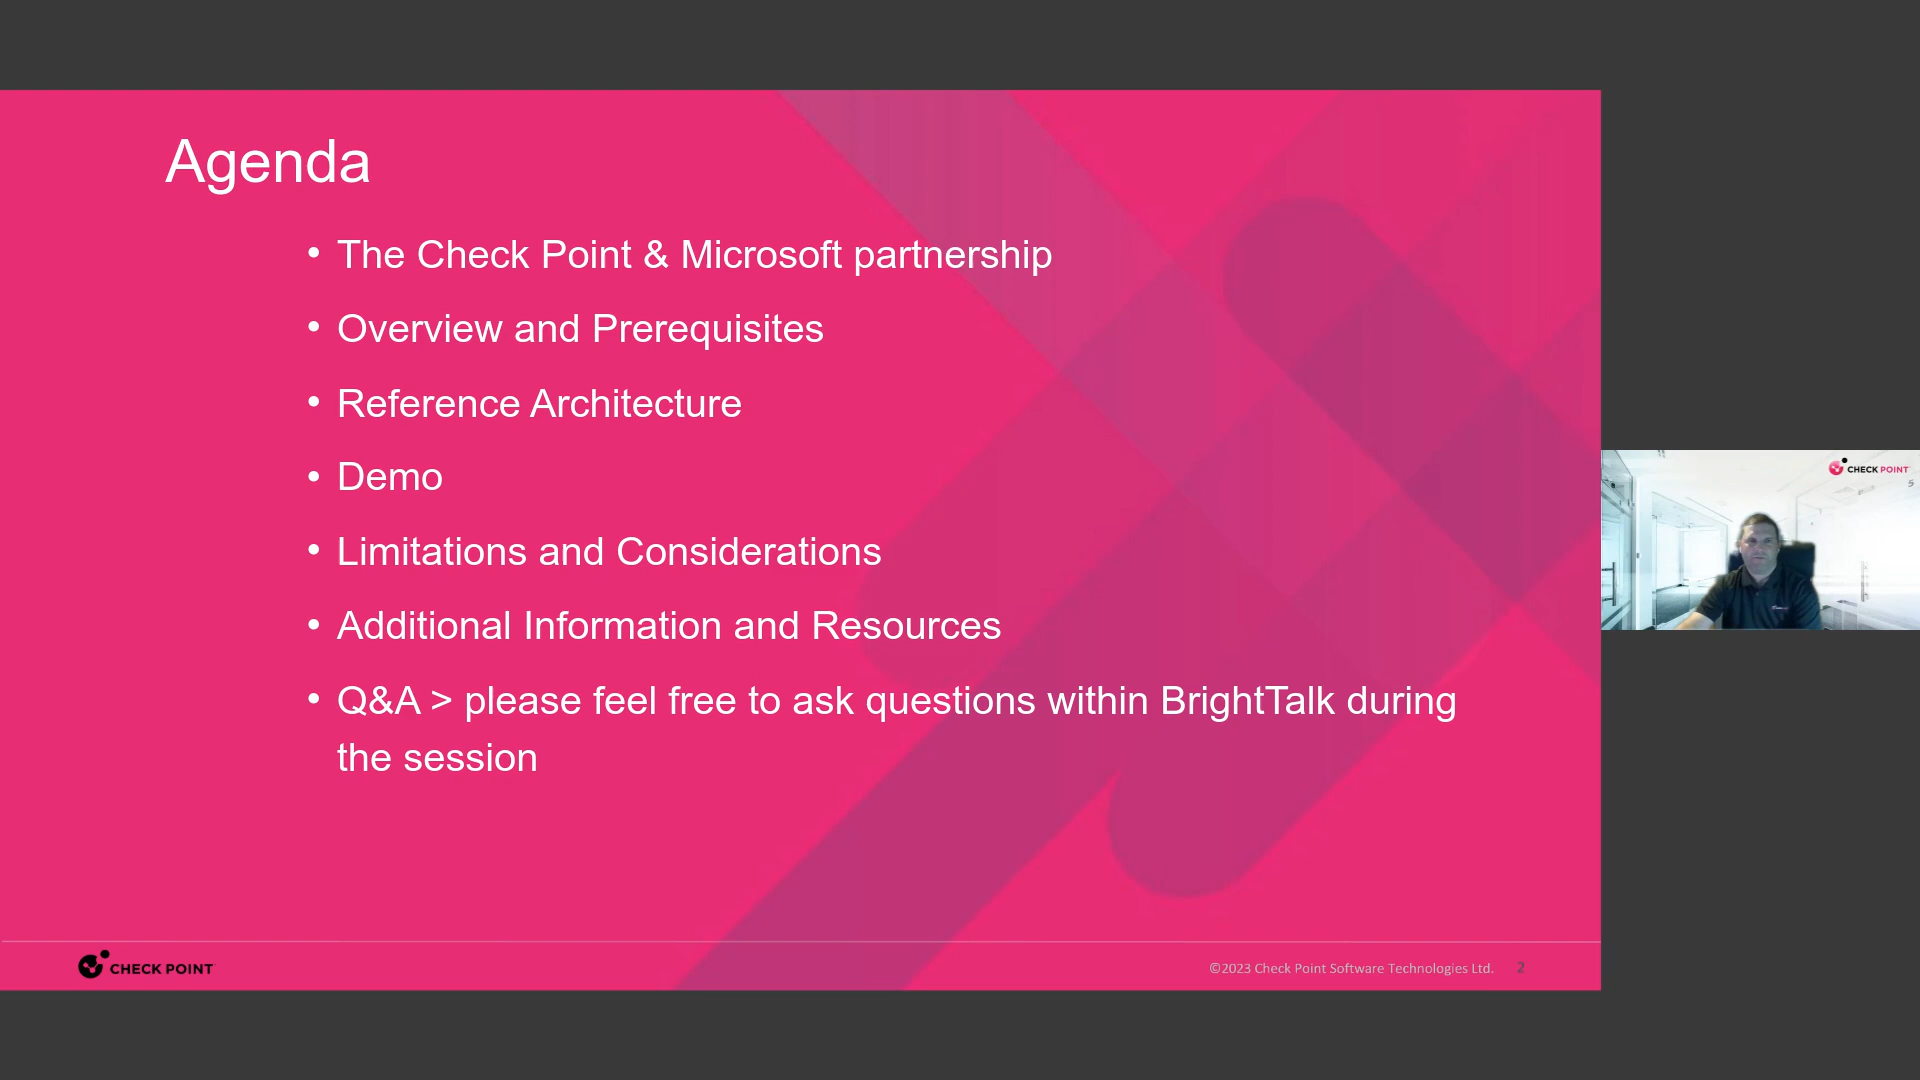 Agenda
• The Check Point & Microsoft partnership
• Overview and Prerequisites
• Reference Architecture
• Demo
• Limitations and Considerations
• Additional Information and Resources
• Q&A > please feel free to ask questions within BrightTalk during
the session
CHECK POINT
©2023 Check Point Software Technologies Ltd. 2
CHECK POINT